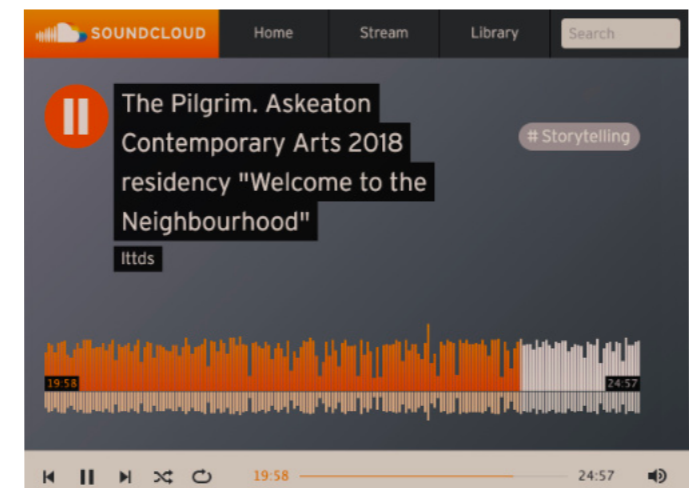 SOUNDCLOUD Home Stream Library Search
The Pilgrim. Askeaton
Contemporary Arts 2018
residency "Welcome to the
Neighbourhood"
# Storytelling
lttds
19:58 24:57
19:58 24:57